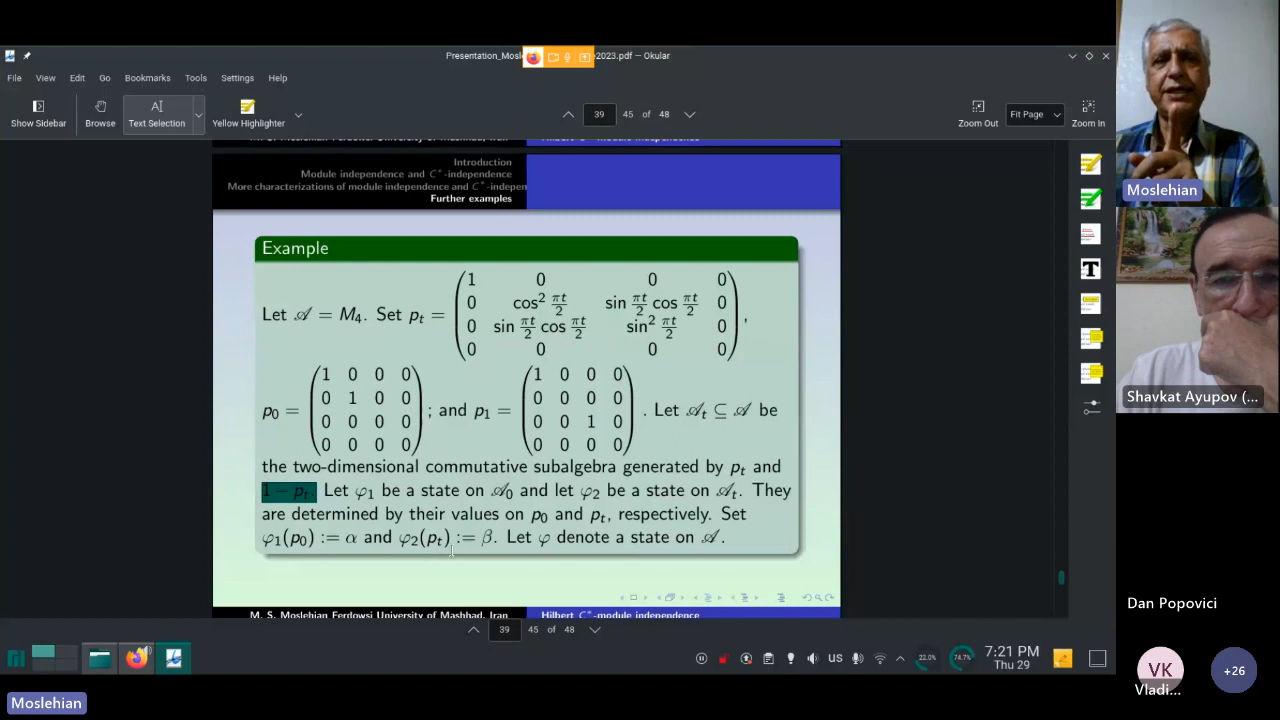 Presentation_Mosl
2023.pdf — Okular
File View Edit Go Bookmarks Tools Settings Help
Show Sidebar Browse Text Selection Yellow Highlighter 39 45 of 48 Zoom Out Fit Page Zoom In
Introduction
Module independence and C*-independence
More characterizations of module independence and C*-indepen
Further examples
Example
Let 𝒜 = M₄. Set pₜ = (1 0 0 0
0 cos² πt/2 sin πt/2 cos πt/2 0
0 sin πt/2 cos πt/2 sin² πt/2 0
0 0 0 0),
p₀ = (1 0 0 0
0 1 0 0
0 0 0 0
0 0 0 0); and p₁ = (1 0 0 0
0 0 0 0
0 0 1 0
0 0 0 0). Let 𝒜ₜ ⊆ 𝒜 be
the two-dimensional commutative subalgebra generated by pₜ and
1 − pₜ. Let φ₁ be a state on 𝒜₀ and let φ₂ be a state on 𝒜ₜ. They
are determined by their values on p₀ and pₜ, respectively. Set
φ₁(p₀) := α and φ₂(pₜ) := β. Let φ denote a state on 𝒜.
M. S. Moslehian Ferdowsi University of Mashhad, Iran
Hilbert C*-module independence
39 45 of 48
22.0% 74.7% US 7:21 PM
Thu 29
Moslehian
Moslehian
Shavkat Ayupov (...
Dan Popovici
VK
Vladi...
+26